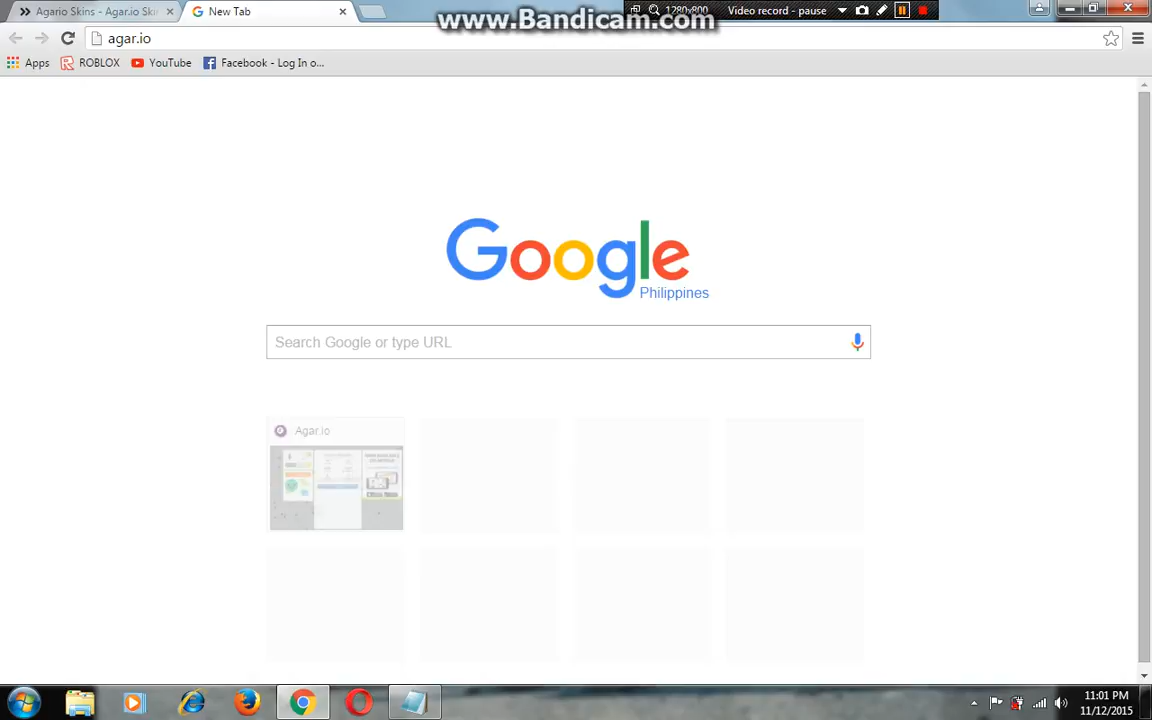 Agario Skins - Agar.io Ski
New Tab
www.Bandicam.com
1280x800
Video record - pause
agar.io
Apps
ROBLOX
YouTube
Facebook - Log In o...
Google
Philippines
Search Google or type URL
Agar.io
11:01 PM
11/12/2015